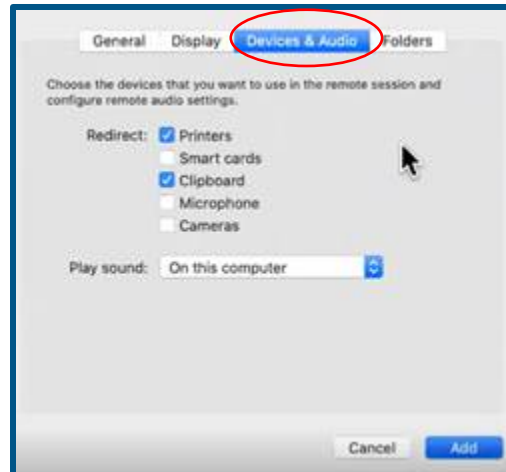 General Display Devices & Audio Folders
Choose the devices that you want to use in the remote session and
configure remote audio settings.
Redirect: Printers
Smart cards
Clipboard
Microphone
Cameras
Play sound: On this computer
Cancel Add